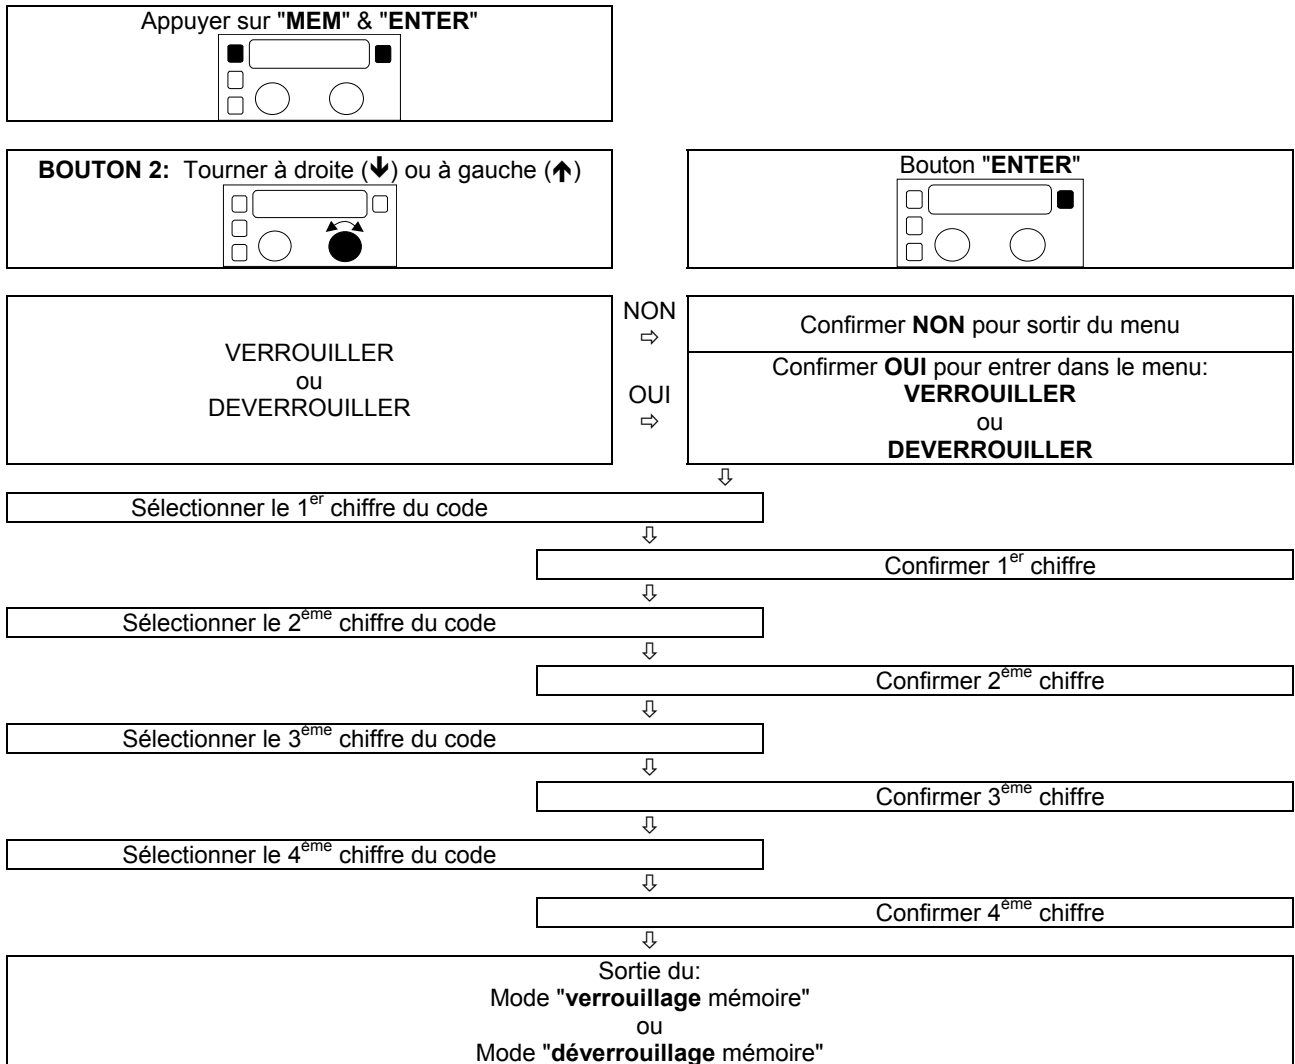 Appuyer sur "MEM" & "ENTER"
BOUTON 2: Tourner à droite (🡻) ou à gauche (🡹)
Bouton "ENTER"
VERROUILLER
ou
DEVERROUILLER
NON
⇨
OUI
⇨
Confirmer NON pour sortir du menu
Confirmer OUI pour entrer dans le menu:
VERROUILLER
ou
DEVERROUILLER
⇩
Sélectionner le 1er chiffre du code
⇩
Confirmer 1er chiffre
⇩
Sélectionner le 2ème chiffre du code
⇩
Confirmer 2ème chiffre
⇩
Sélectionner le 3ème chiffre du code
⇩
Confirmer 3ème chiffre
⇩
Sélectionner le 4ème chiffre du code
⇩
Confirmer 4ème chiffre
⇩
Sortie du:
Mode "verrouillage mémoire"
ou
Mode "déverrouillage mémoire"